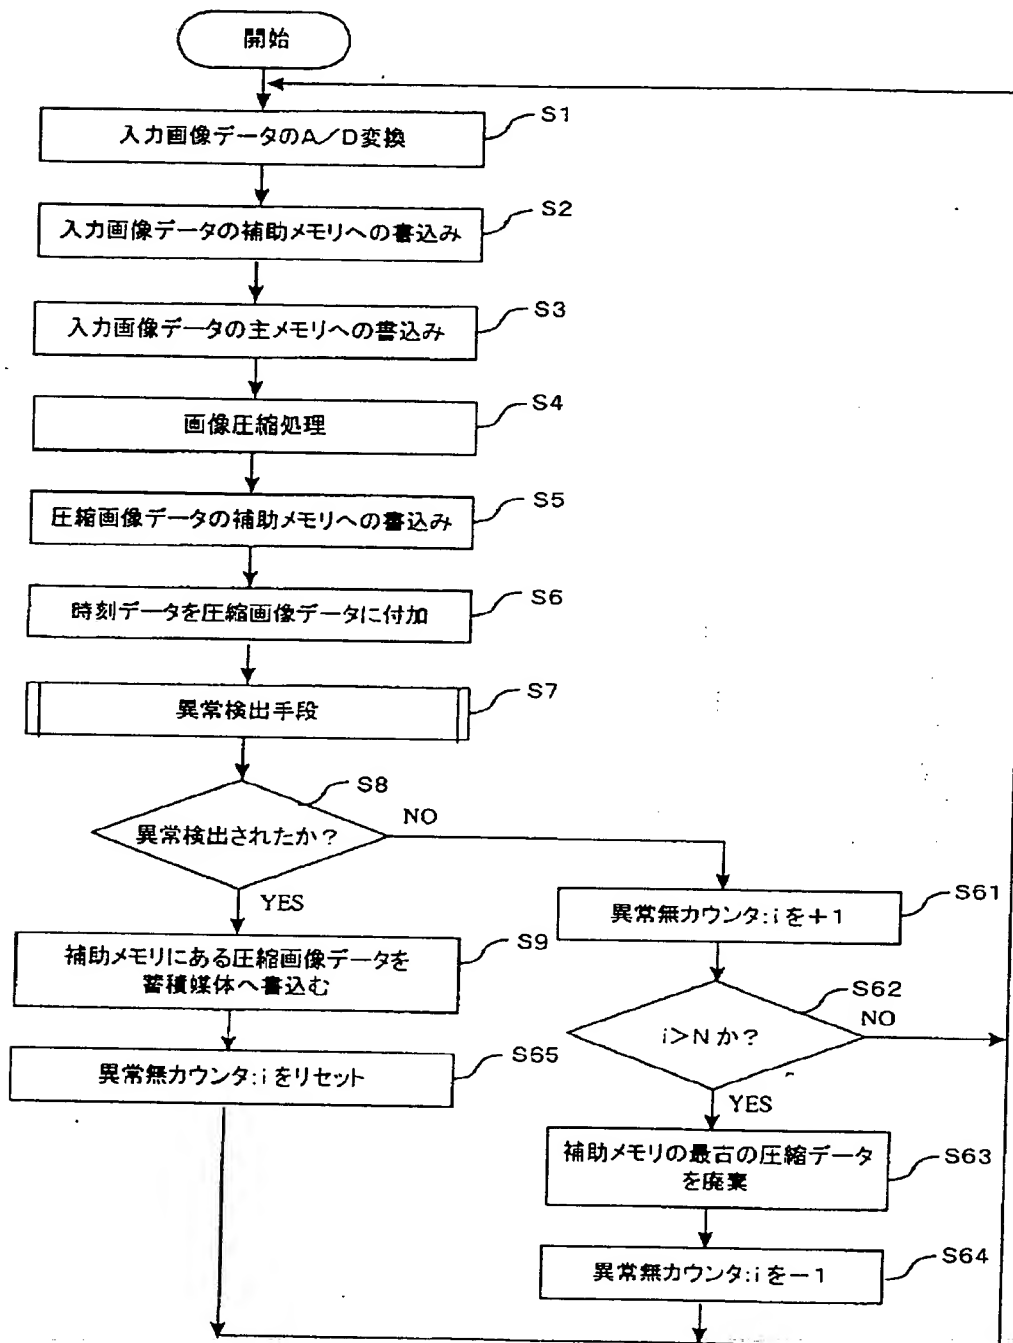 開始
入力画像データのA／D変換
S1
入力画像データの補助メモリへの書込み
S2
入力画像データの主メモリへの書込み
S3
画像圧縮処理
S4
圧縮画像データの補助メモリへの書込み
S5
時刻データを圧縮画像データに付加
S6
異常検出手段
S7
異常検出されたか？
S8
NO
YES
補助メモリにある圧縮画像データを
蓄積媒体へ書込む
S9
異常無カウンタ:iをリセット
S65
異常無カウンタ:iを＋1
S61
i>Nか？
S62
NO
YES
補助メモリの最古の圧縮データ
を廃棄
S63
異常無カウンタ:iを－1
S64